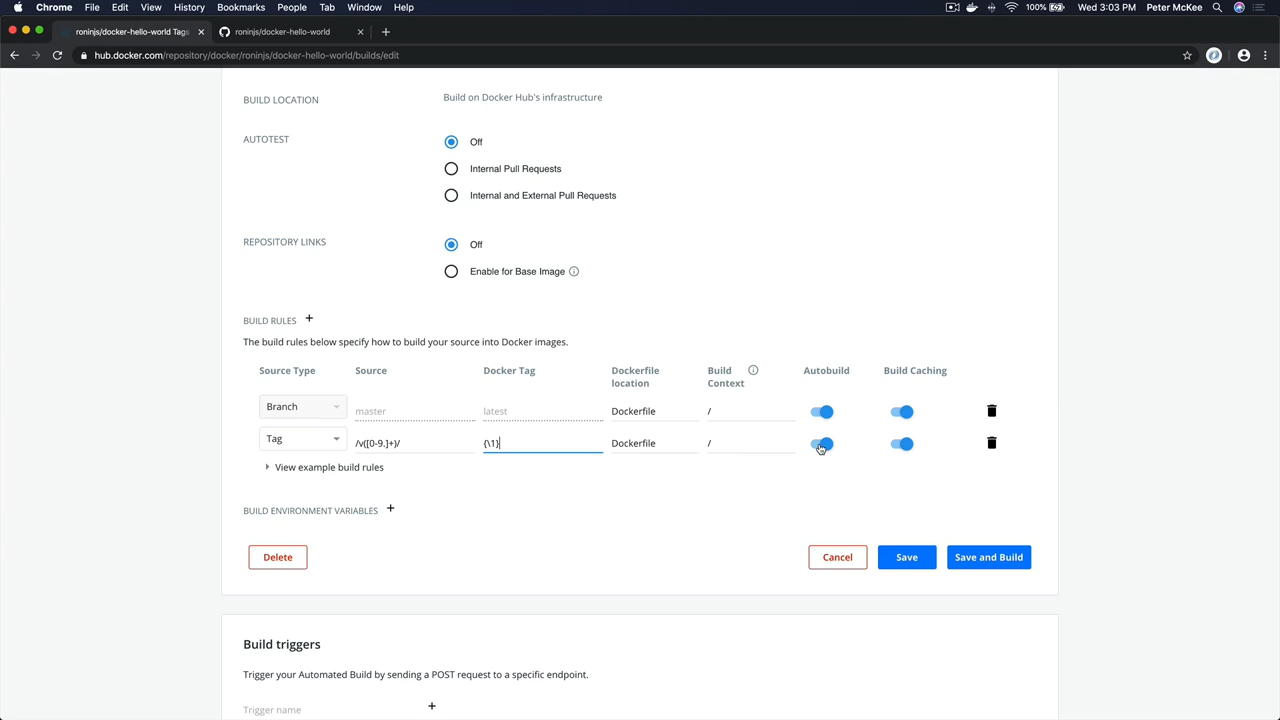 Chrome File Edit View History Bookmarks People Tab Window Help 100% Wed 3:03 PM Peter McKee
roninjs/docker-hello-world Tags roninjs/docker-hello-world
hub.docker.com/repository/docker/roninjs/docker-hello-world/builds/edit
BUILD LOCATION Build on Docker Hub's infrastructure
AUTOTEST Off
Internal Pull Requests
Internal and External Pull Requests
REPOSITORY LINKS Off
Enable for Base Image
BUILD RULES +
The build rules below specify how to build your source into Docker images.
Source Type Source Docker Tag Dockerfile location Build Context Autobuild Build Caching
Branch master latest Dockerfile /
Tag /v([0-9.]+)/ {\1} Dockerfile /
View example build rules
BUILD ENVIRONMENT VARIABLES +
Delete Cancel Save Save and Build
Build triggers
Trigger your Automated Build by sending a POST request to a specific endpoint.
Trigger name +